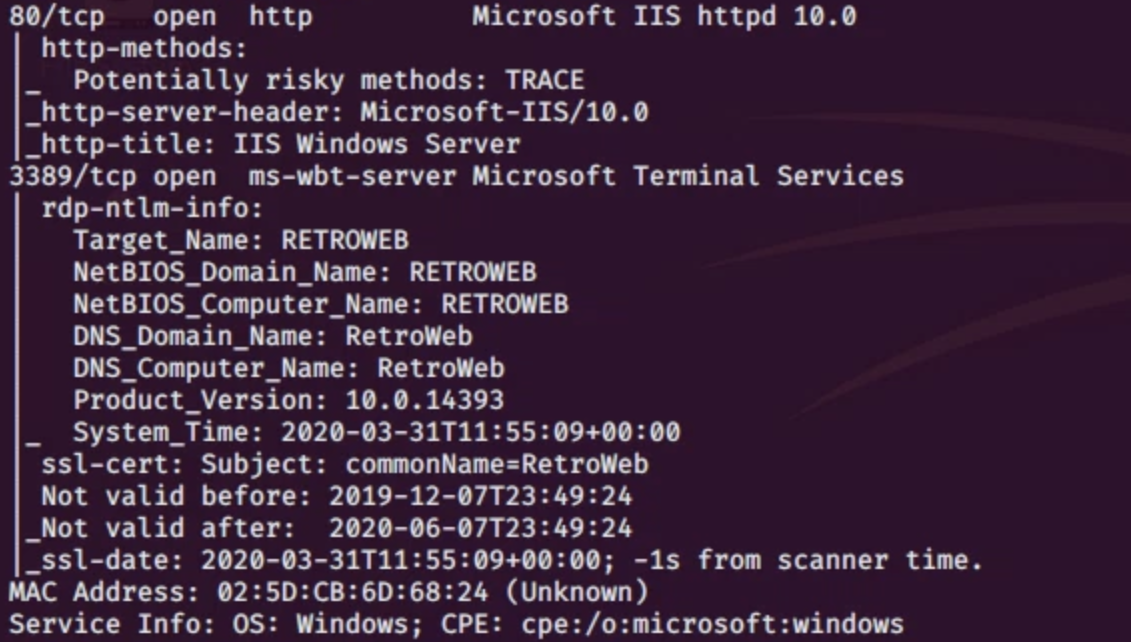 80/tcp   open  http          Microsoft IIS httpd 10.0
| http-methods:
|_  Potentially risky methods: TRACE
|_http-server-header: Microsoft-IIS/10.0
|_http-title: IIS Windows Server
3389/tcp open  ms-wbt-server Microsoft Terminal Services
| rdp-ntlm-info:
|   Target_Name: RETROWEB
|   NetBIOS_Domain_Name: RETROWEB
|   NetBIOS_Computer_Name: RETROWEB
|   DNS_Domain_Name: RetroWeb
|   DNS_Computer_Name: RetroWeb
|   Product_Version: 10.0.14393
|_  System_Time: 2020-03-31T11:55:09+00:00
| ssl-cert: Subject: commonName=RetroWeb
| Not valid before: 2019-12-07T23:49:24
|_Not valid after:  2020-06-07T23:49:24
|_ssl-date: 2020-03-31T11:55:09+00:00; -1s from scanner time.
MAC Address: 02:5D:CB:6D:68:24 (Unknown)
Service Info: OS: Windows; CPE: cpe:/o:microsoft:windows